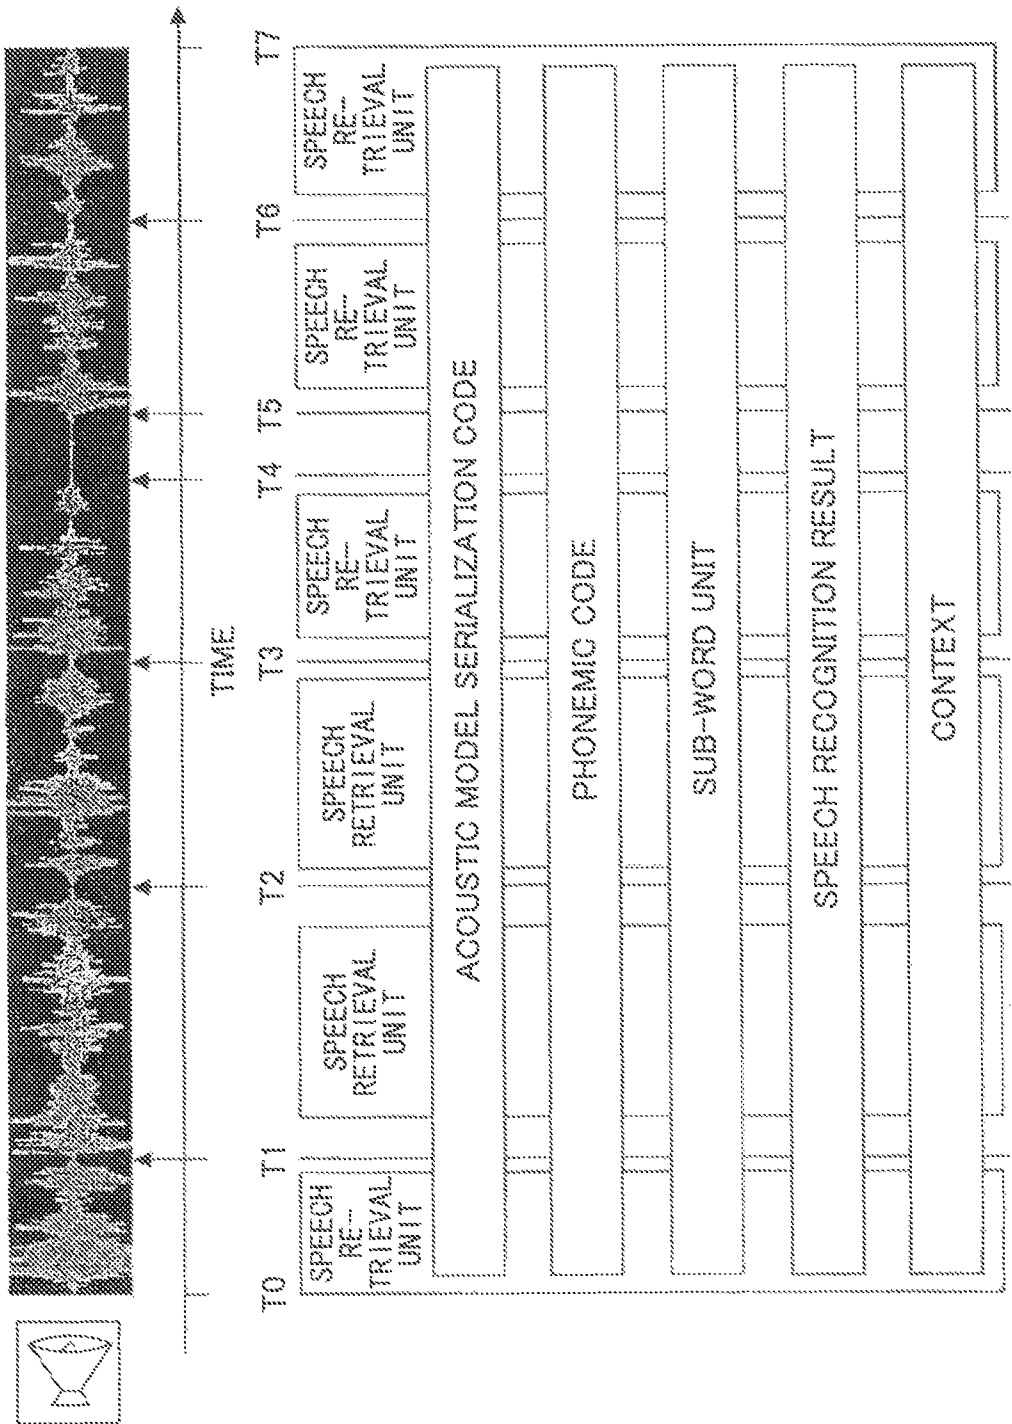 TIME
T0
T1
T2
T3
T4
T5
T6
T7
SPEECH
RE-
TRIEVAL
UNIT
SPEECH
RETRIEVAL
UNIT
SPEECH
RETRIEVAL
UNIT
SPEECH
RE-
TRIEVAL
UNIT
SPEECH
RE-
TRIEVAL
UNIT
SPEECH
RE-
TRIEVAL
UNIT
ACOUSTIC MODEL SERIALIZATION CODE
PHONEMIC CODE
SUB-WORD UNIT
SPEECH RECOGNITION RESULT
CONTEXT